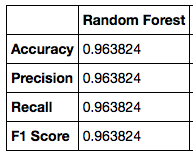 Random Forest
Accuracy 0.963824
Precision 0.963824
Recall 0.963824
F1 Score 0.963824